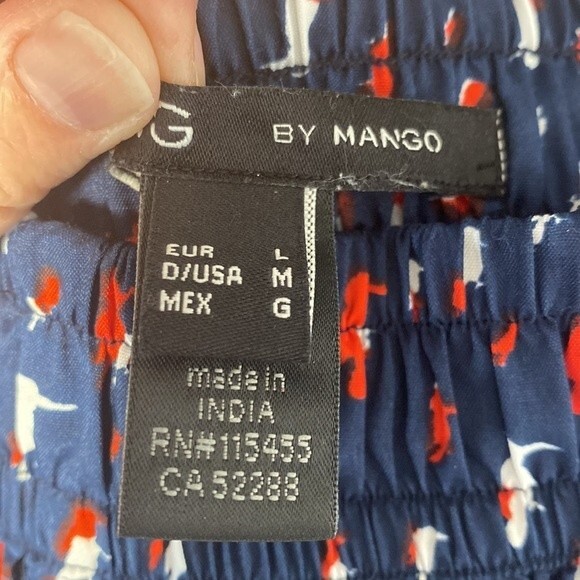 G BY MANGO
EUR L
D/USA M
MEX G
made in
INDIA
RN#115455
CA 52288